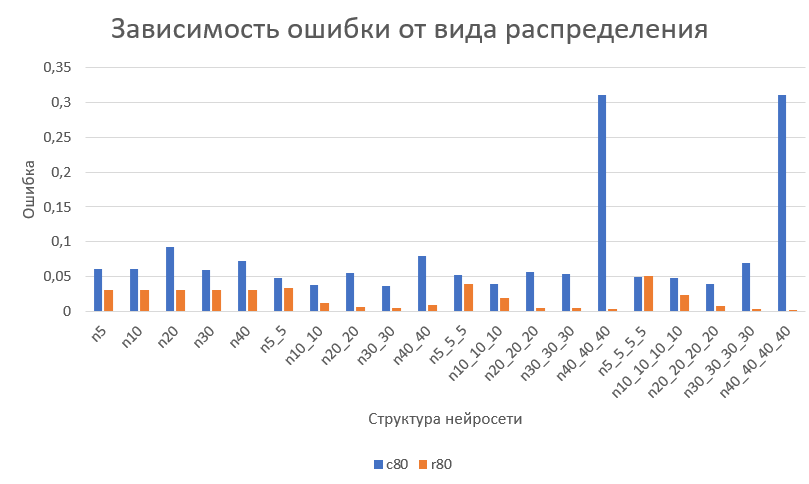 Зависимость ошибки от вида распределения
0,35
0,3
0,25
0,2
0,15
0,1
0,05
0
Ошибка
n5
n10
n20
n30
n40
n5_5
n10_10
n20_20
n30_30
n40_40
n5_5_5
n10_10_10
n20_20_20
n30_30_30
n40_40_40
n5_5_5_5
n10_10_10_10
n20_20_20_20
n30_30_30_30
n40_40_40_40
Структура нейросети
c80 r80